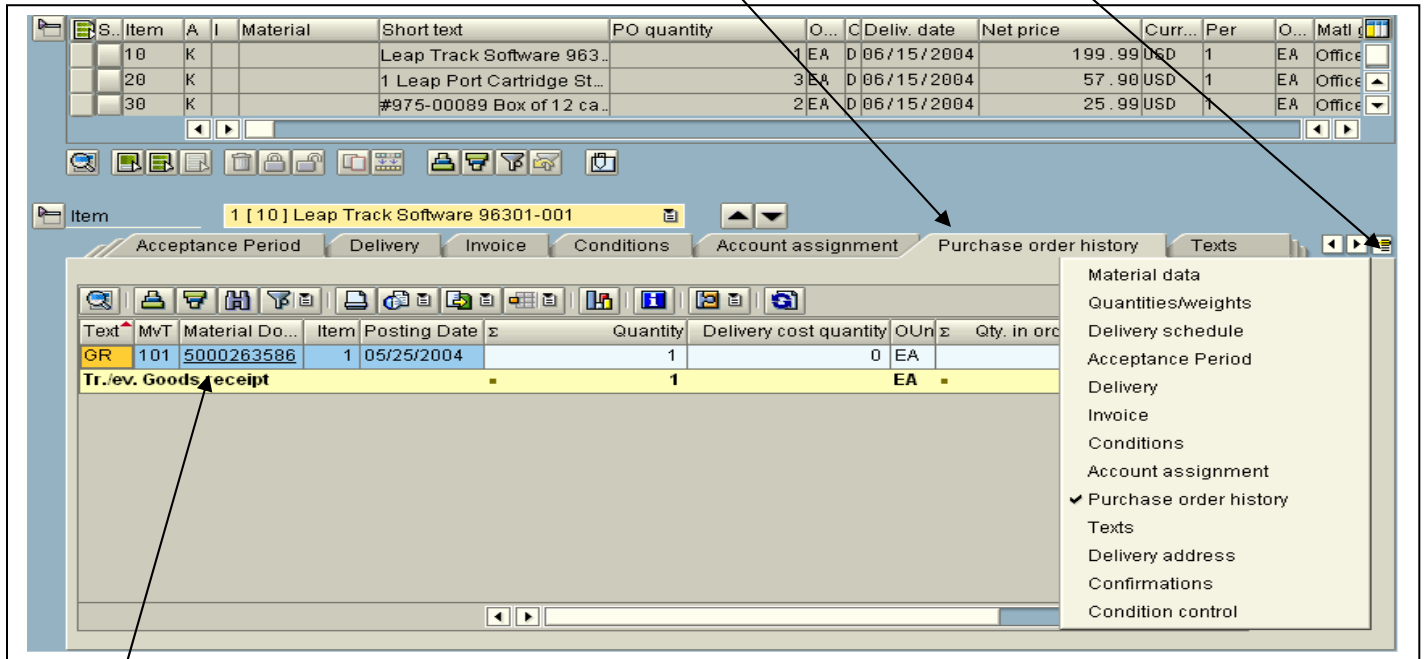 S.. Item A I Material Short text PO quantity O... C Deliv. date Net price Curr... Per O... Matl g
10 K Leap Track Software 963.. 1 EA D 06/15/2004 199.99 USD 1 EA Office
20 K 1 Leap Port Cartridge St... 3 EA D 06/15/2004 57.90 USD 1 EA Office
30 K #975-00089 Box of 12 ca.. 2 EA D 06/15/2004 25.99 USD 1 EA Office
Item 1 [ 10 ] Leap Track Software 96301-001
Acceptance Period Delivery Invoice Conditions Account assignment Purchase order history Texts
Text MvT Material Do... Item Posting Date Σ Quantity Delivery cost quantity OUn Σ Qty. in orc
GR 101 5000263586 1 05/25/2004 1 0 EA
Tr./ev. Goods receipt 1 EA
Material data
Quantities/weights
Delivery schedule
Acceptance Period
Delivery
Invoice
Conditions
Account assignment
Purchase order history
Texts
Delivery address
Confirmations
Condition control